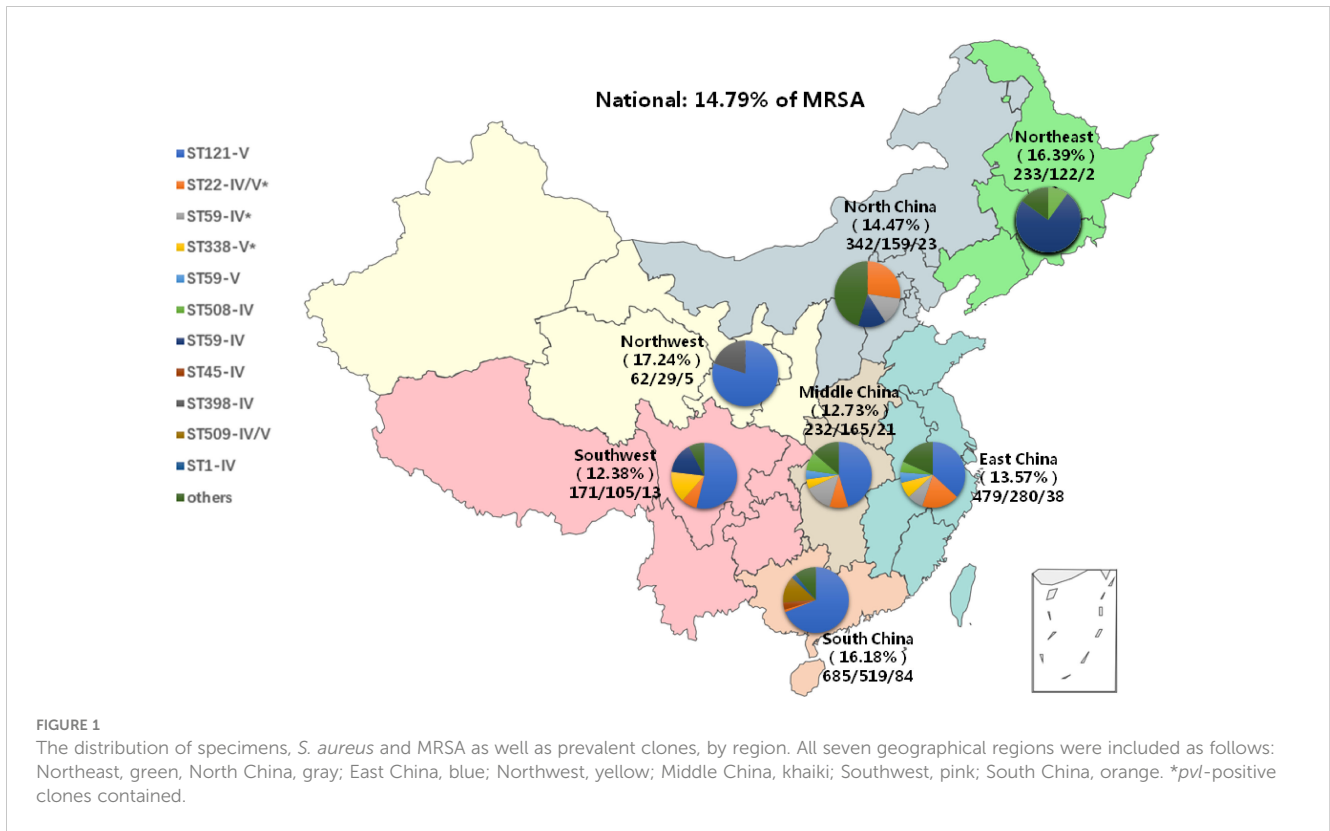 National: 14.79% of MRSA
ST121-V
ST22-IV/V*
ST59-IV*
ST338-V*
ST59-V
ST508-IV
ST59-IV
ST45-IV
ST398-IV
ST509-IV/V
ST1-IV
others
Northeast
( 16.39% )
233/122/2
North China
( 14.47% )
342/159/23
Northwest
( 17.24% )
62/29/5
Middle China
( 12.73% )
232/165/21
Southwest
( 12.38% )
171/105/13
East China
( 13.57% )
479/280/38
South China
( 16.18% )
685/519/84
FIGURE 1
The distribution of specimens, S. aureus and MRSA as well as prevalent clones, by region. All seven geographical regions were included as follows:
Northeast, green, North China, gray; East China, blue; Northwest, yellow; Middle China, khaiki; Southwest, pink; South China, orange. *pvl-positive
clones contained.